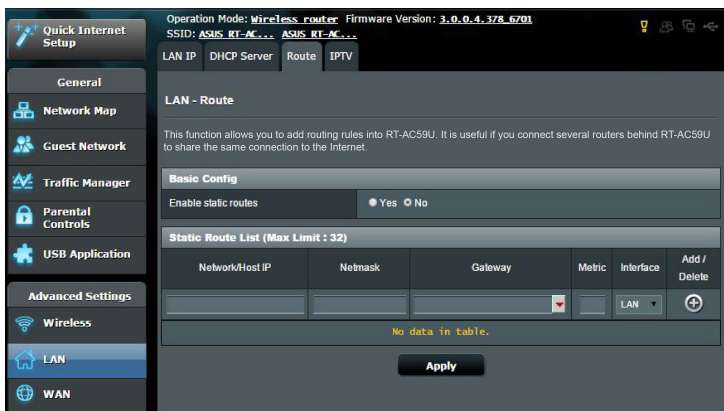 Quick Internet
Setup
Operation Mode: Wireless router Firmware Version: 3.0.0.4.378_6701
SSID: ASUS RT-AC... ASUS RT-AC...
LAN IP DHCP Server Route IPTV
General
Network Map
Guest Network
Traffic Manager
Parental
Controls
USB Application
Advanced Settings
Wireless
LAN
WAN
LAN - Route
This function allows you to add routing rules into RT-AC59U. It is useful if you connect several routers behind RT-AC59U
to share the same connection to the Internet.
Basic Config
Enable static routes Yes No
Static Route List (Max Limit : 32)
Network/Host IP Netmask Gateway Metric Interface Add /
Delete
LAN
No data in table.
Apply